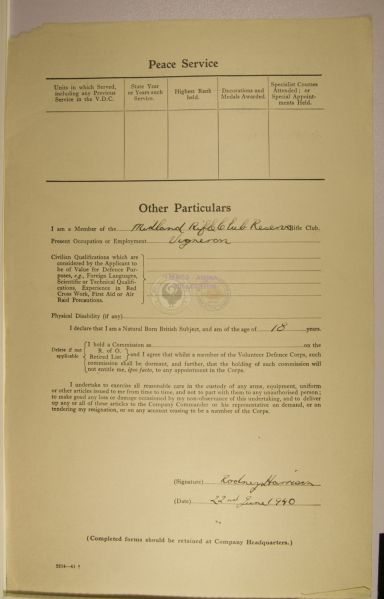 Peace Service
Units in which Served, including any Previous Service in the V.D.C.
State Year or Years such Service.
Highest Rank held.
Decorations and Medals Awarded.
Specialist Courses Attended; or Special Appointments Held.
Other Particulars
I am a Member of the Midland Rifle Club Reserve Rifle Club.
Present Occupation or Employment Vigneron
Civilian Qualifications which are
considered by the Applicant to
be of Value for Defence Pur-
poses, e.g., Foreign Languages,
Scientific or Technical Qualifi-
cations, Experience in Red
Cross Work, First Aid or Air
Raid Precautions.
Physical Disability (if any)
I declare that I am a Natural Born British Subject, and am of the age of 18 years.
Delete if not applicable
I hold a Commission as on the
R. of O.
Retired List
and I agree that whilst a member of the Volunteer Defence Corps, such
commission shall be dormant, and further, that the holding of such commission will
not entitle me, ipso facto, to any appointment in the Corps.
I undertake to exercise all reasonable care in the custody of any arms, equipment, uniform
or other articles issued to me from time to time, and not to part with them to any unauthorised person;
to make good any loss or damage occasioned by my non-observance of this undertaking, and to deliver
up any or all of these articles to the Company Commander or his representative on demand, or on
tendering my resignation, or on any account ceasing to be a member of the Corps.
(Signature) Rodney Harrison
(Date) 22nd June 1940
(Completed forms should be retained at Company Headquarters.)